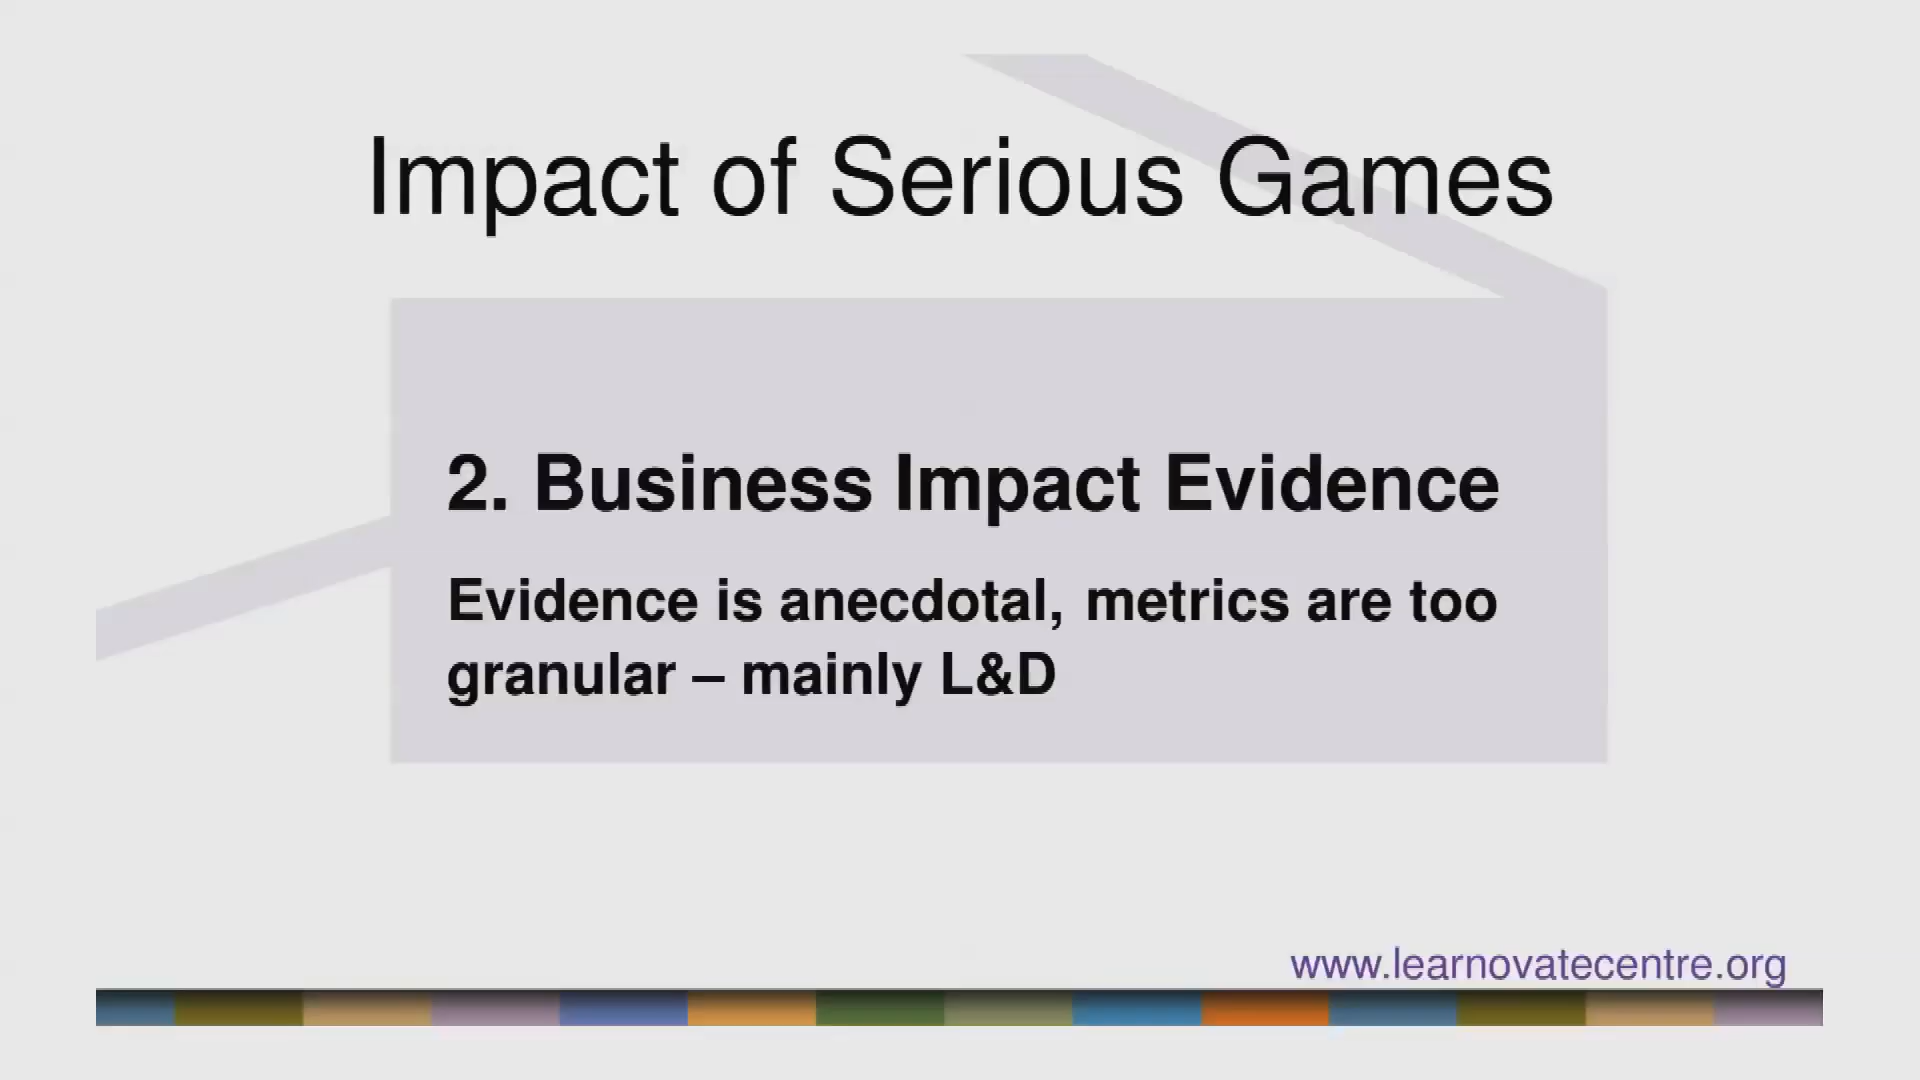 Impact of Serious Games
2. Business Impact Evidence
Evidence is anecdotal, metrics are too
granular – mainly L&D
www.learnovatecentre.org